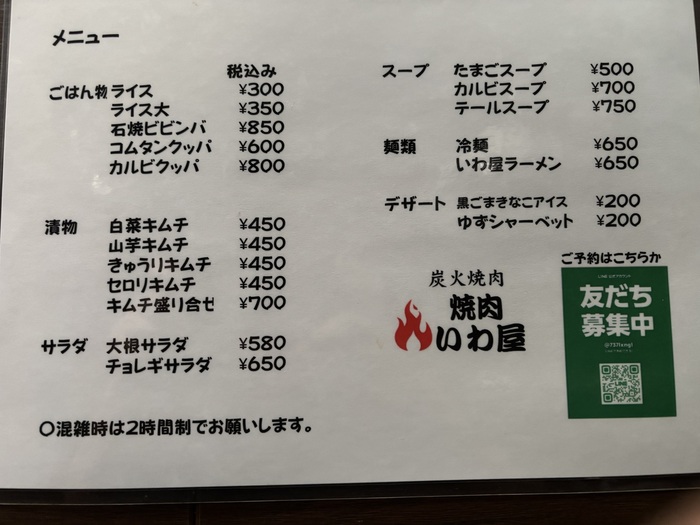 メニュー
税込み
ごはん物 ライス ¥300
ライス大 ¥350
石焼ビビンバ ¥850
コムタンクッパ ¥600
カルビクッパ ¥800
漬物 白菜キムチ ¥450
山芋キムチ ¥450
きゅうりキムチ ¥450
セロリキムチ ¥450
キムチ盛り合せ ¥700
サラダ 大根サラダ ¥580
チョレギサラダ ¥650
〇混雑時は2時間制でお願いします。
スープ たまごスープ ¥500
カルビスープ ¥700
テールスープ ¥750
麺類 冷麺 ¥650
いわ屋ラーメン ¥650
デザート 黒ごまきなこアイス ¥200
ゆずシャーベット ¥200
炭火焼肉
焼肉
いわ屋
ご予約はこちらか
友だち
募集中
LINE